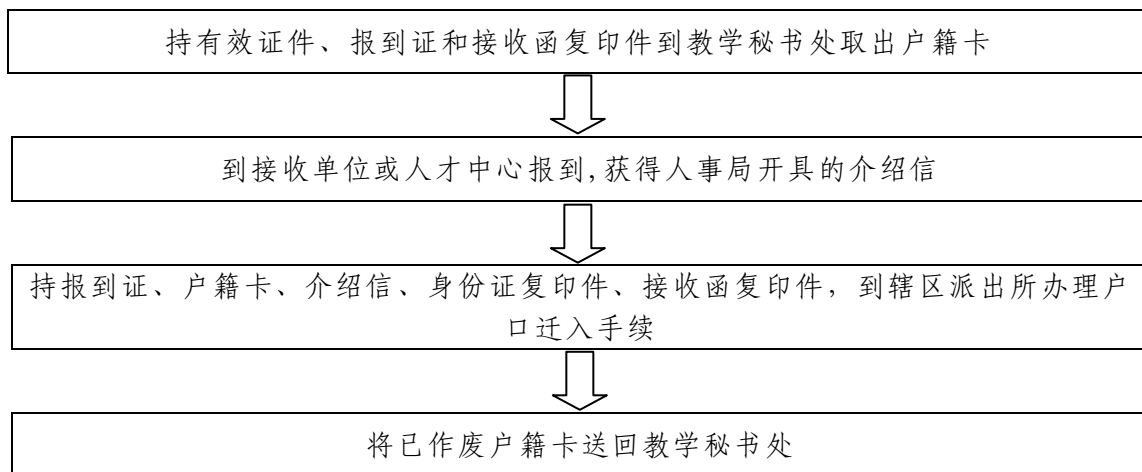 持有效证件、报到证和接收函复印件到教学秘书处取出户籍卡
到接收单位或人才中心报到,获得人事局开具的介绍信
持报到证、户籍卡、介绍信、身份证复印件、接收函复印件，到辖区派出所办理户
口迁入手续
将已作废户籍卡送回教学秘书处